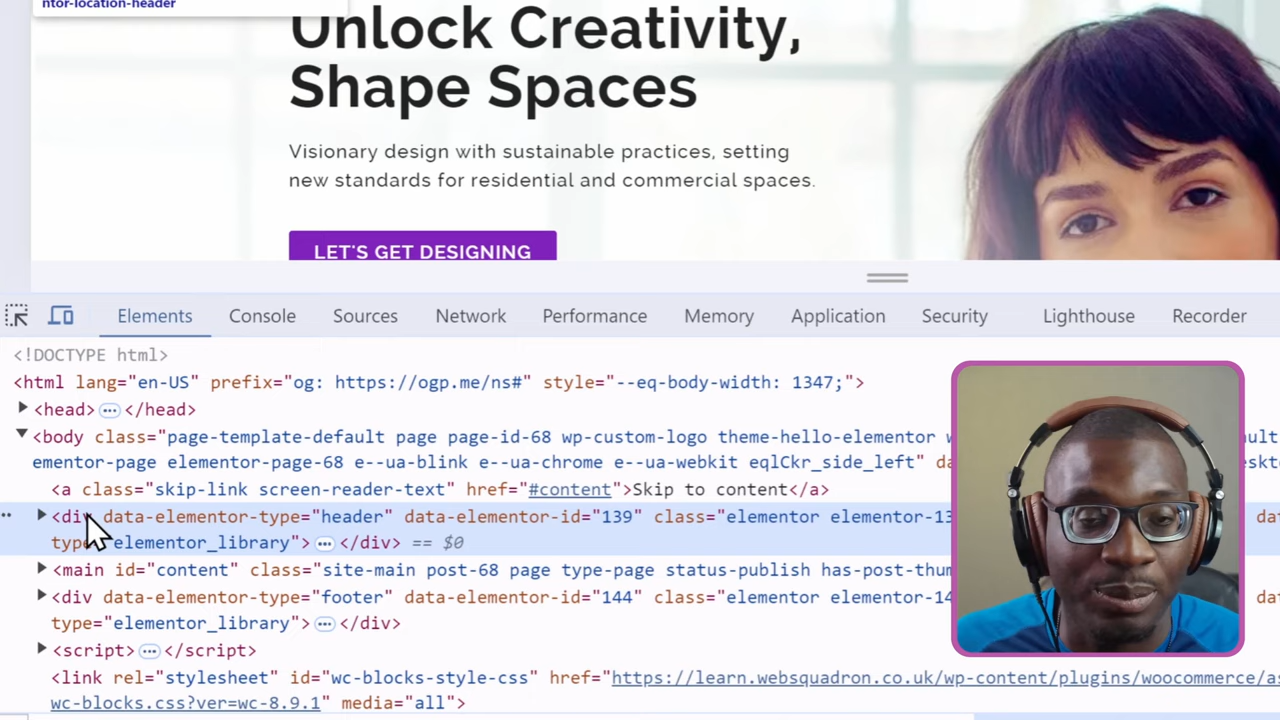 ntor-location-header
Unlock Creativity,
Shape Spaces
Visionary design with sustainable practices, setting
new standards for residential and commercial spaces.
LET'S GET DESIGNING
Elements Console Sources Network Performance Memory Application Security Lighthouse Recorder
<!DOCTYPE html>
<html lang="en-US" prefix="og: https://ogp.me/ns#" style="--eq-body-width: 1347;">
<head>…</head>
<body class="page-template-default page page-id-68 wp-custom-logo theme-hello-elementor
ementor-page elementor-page-68 e--ua-blink e--ua-chrome e--ua-webkit eqlCkr_side_left"
<a class="skip-link screen-reader-text" href="#content">Skip to content</a>
<div data-elementor-type="header" data-elementor-id="139" class="elementor elementor-13
type="elementor_library">…</div> == $0
<main id="content" class="site-main post-68 page type-page status-publish has-post-thum
<div data-elementor-type="footer" data-elementor-id="144" class="elementor elementor-14
type="elementor_library">…</div>
<script>…</script>
<link rel="stylesheet" id="wc-blocks-style-css" href="https://learn.websquadron.co.uk/wp-content/plugins/woocommerce/as
wc-blocks.css?ver=wc-8.9.1" media="all">